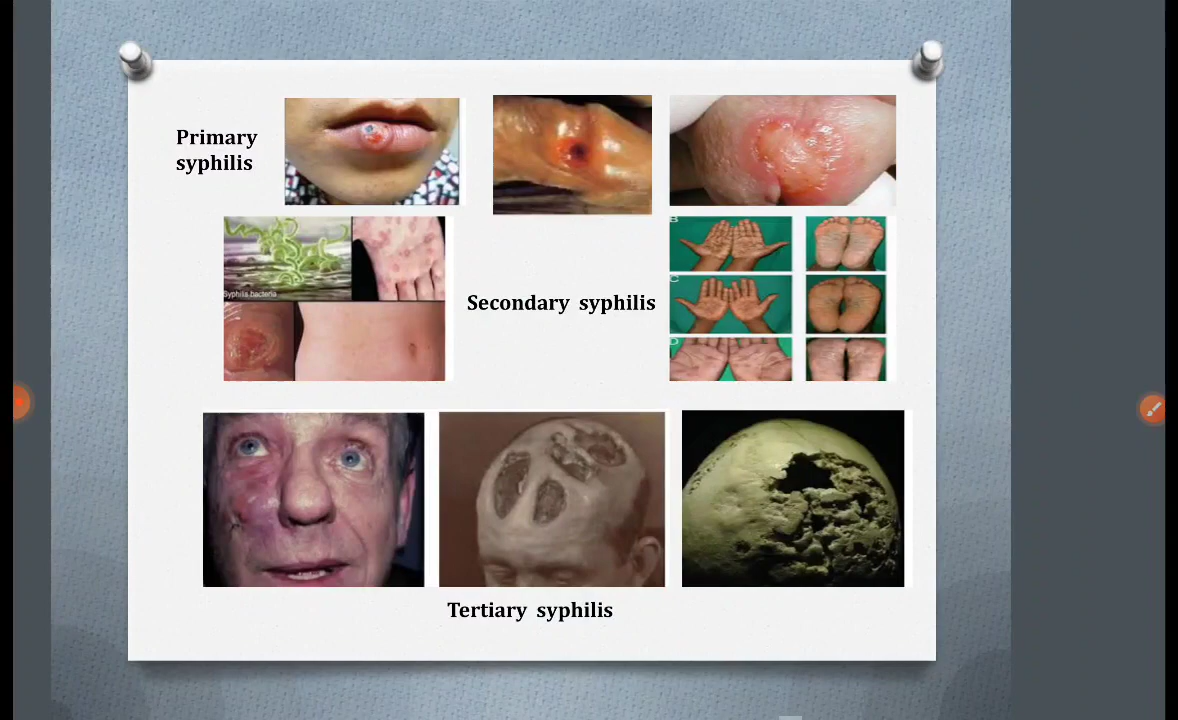 Primary
syphilis
Syphilis bacteria
Secondary syphilis
B
C
D
Tertiary syphilis